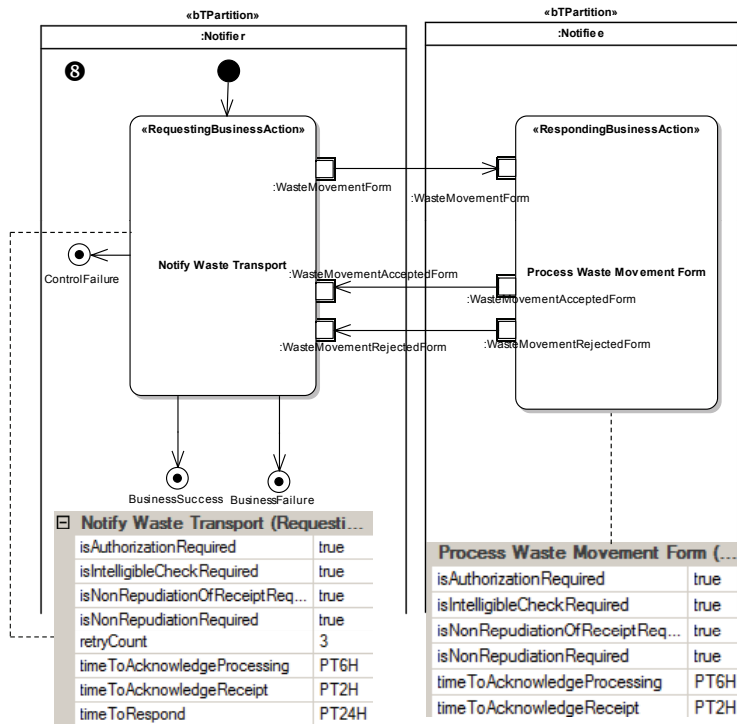 «bTPartition»
:Notifier
«bTPartition»
:Notifiee
8
«RequestingBusinessAction»
«RespondingBusinessAction»
:WasteMovementForm
:WasteMovementForm
ControlFailure
Notify Waste Transport
:WasteMovementAcceptedForm
Process Waste Movement Form
:WasteMovementAcceptedForm
:WasteMovementRejectedForm
:WasteMovementRejectedForm
BusinessSuccess
BusinessFailure
Notify Waste Transport (Requesti...
isAuthorizationRequired true
isIntelligibleCheckRequired true
isNonRepudiationOfReceiptReq... true
isNonRepudiationRequired true
retryCount 3
timeToAcknowledgeProcessing PT6H
timeToAcknowledgeReceipt PT2H
timeToRespond PT24H
Process Waste Movement Form (...
isAuthorizationRequired true
isIntelligibleCheckRequired true
isNonRepudiationOfReceiptReq... true
isNonRepudiationRequired true
timeToAcknowledgeProcessing PT6H
timeToAcknowledgeReceipt PT2H